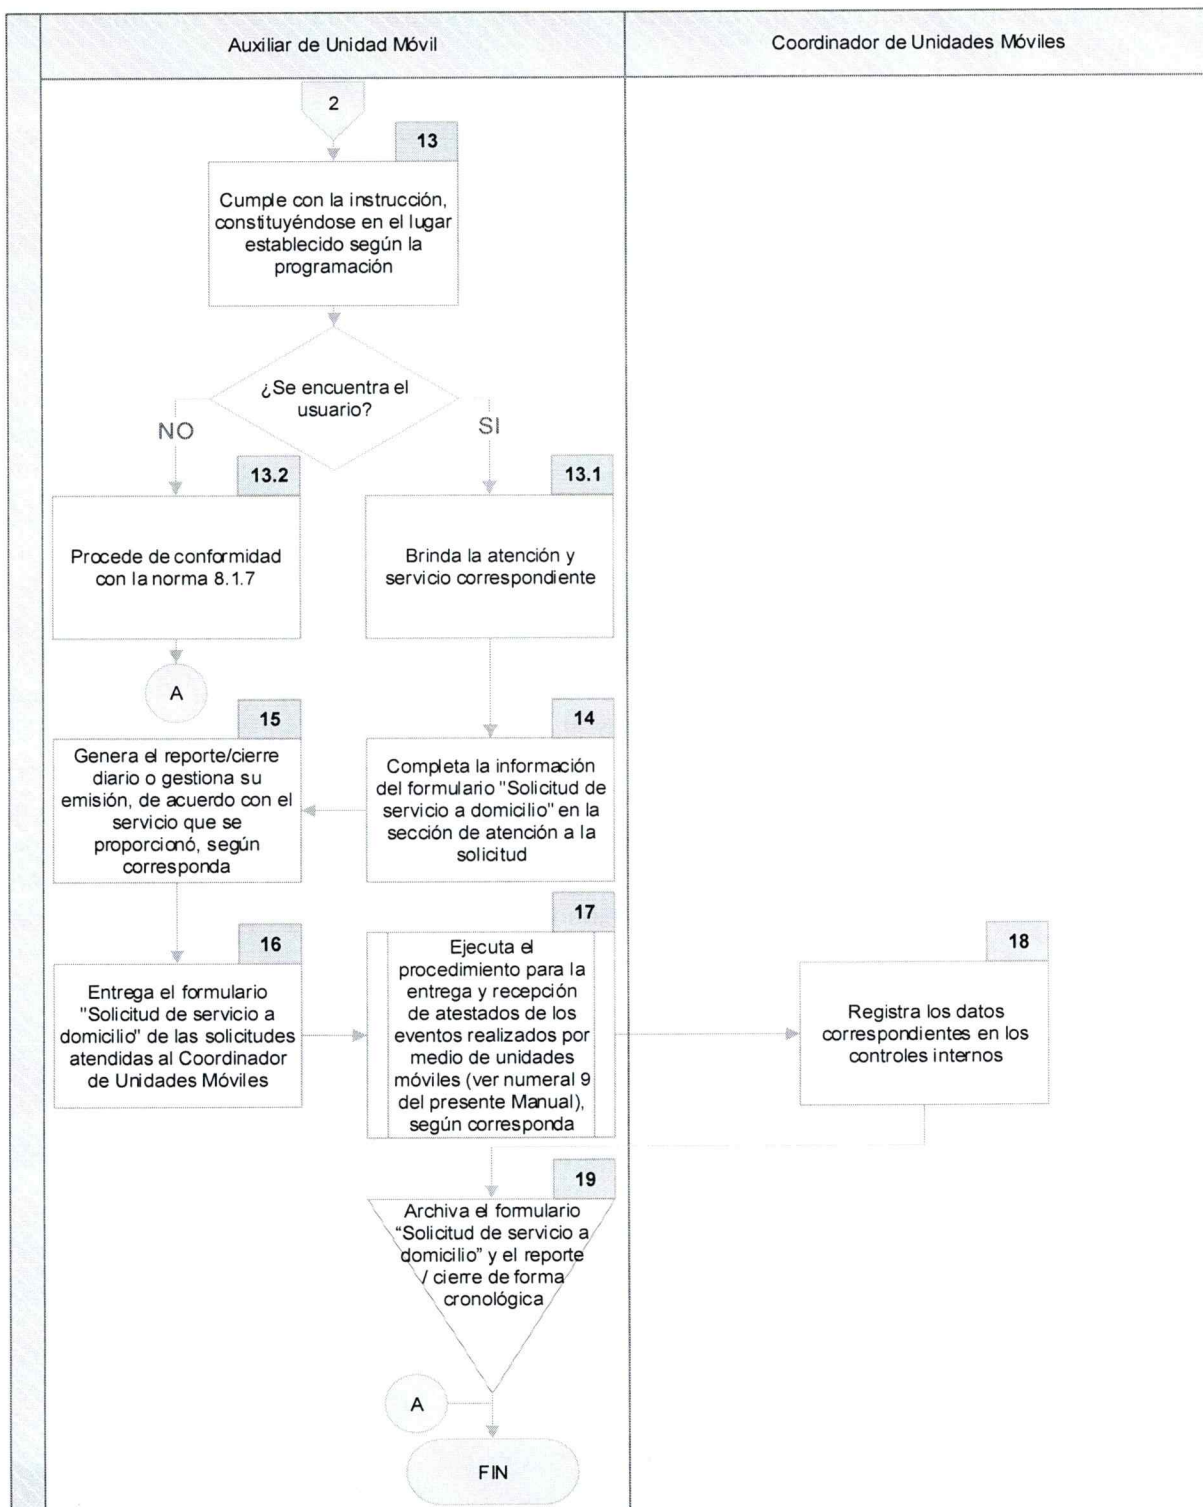 Auxiliar de Unidad Móvil
Coordinador de Unidades Móviles
2
13
Cumple con la instrucción,
constituyéndose en el lugar
establecido según la
programación
¿Se encuentra el
usuario?
NO
SI
13.2
Procede de conformidad
con la norma 8.1.7
13.1
Brinda la atención y
servicio correspondiente
A
15
Genera el reporte/cierre
diario o gestiona su
emisión, de acuerdo con el
servicio que se
proporcionó, según
corresponda
14
Completa la información
del formulario "Solicitud de
servicio a domicilio" en la
sección de atención a la
solicitud
16
Entrega el formulario
"Solicitud de servicio a
domicilio" de las solicitudes
atendidas al Coordinador
de Unidades Móviles
17
Ejecuta el
procedimiento para la
entrega y recepción
de atestados de los
eventos realizados por
medio de unidades
móviles (ver numeral 9
del presente Manual),
según corresponda
18
Registra los datos
correspondientes en los
controles internos
19
Archiva el formulario
“Solicitud de servicio a
domicilio” y el reporte
/ cierre de forma
cronológica
A
FIN